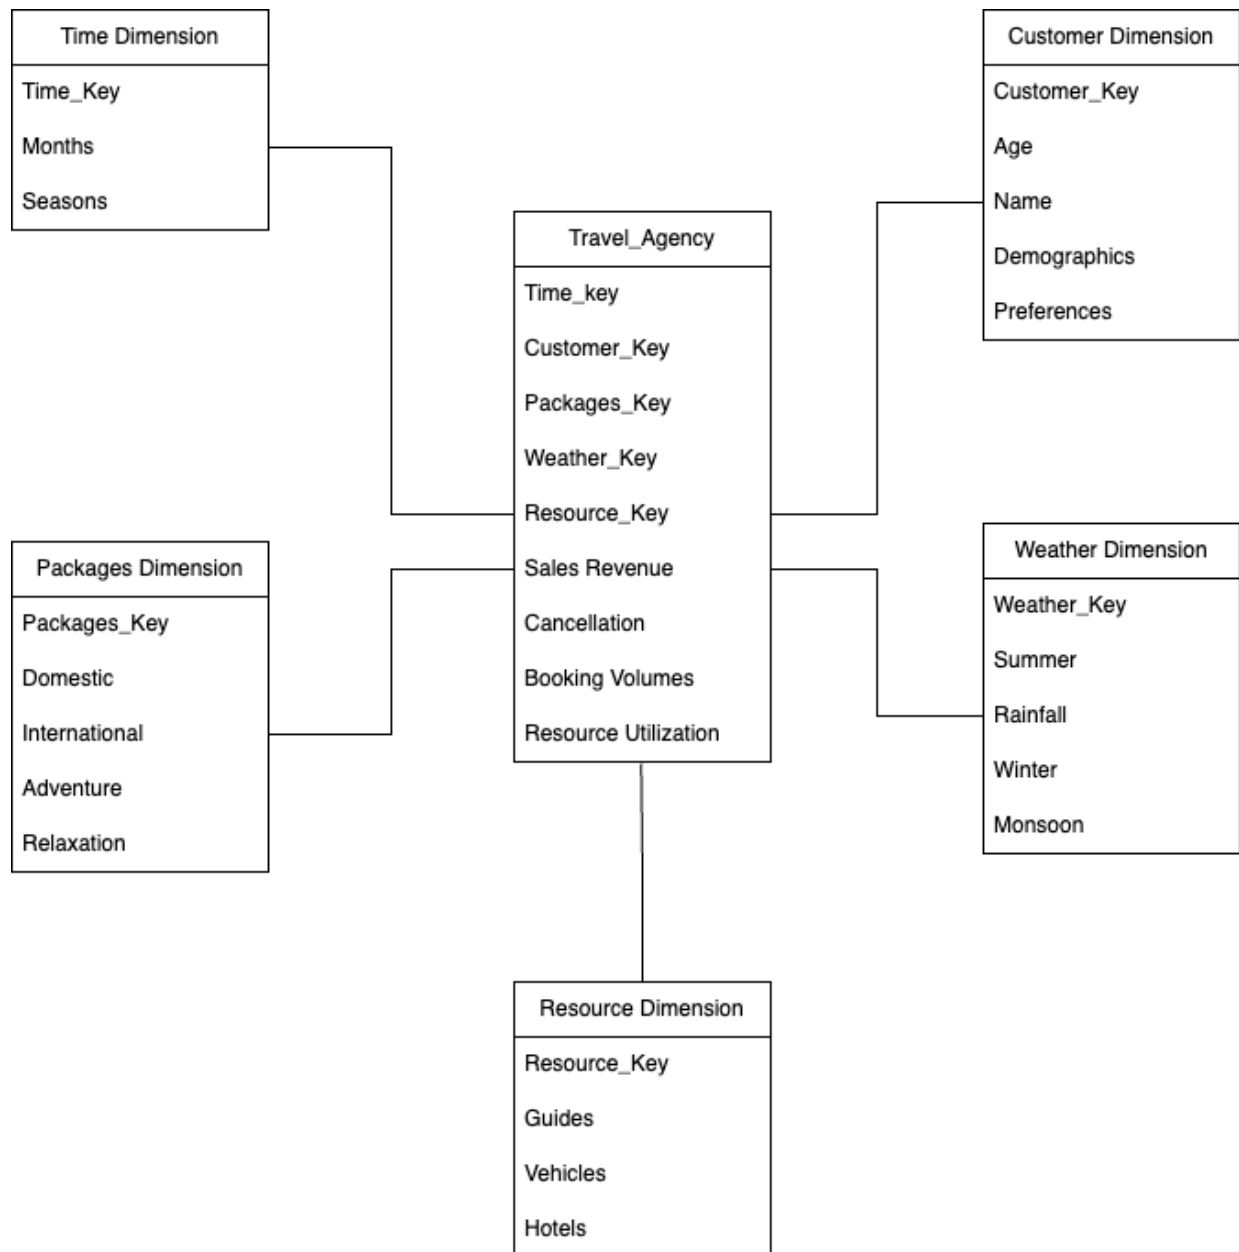 Time Dimension
Time_Key
Months
Seasons
Customer Dimension
Customer_Key
Age
Name
Demographics
Preferences
Travel_Agency
Time_key
Customer_Key
Packages_Key
Weather_Key
Resource_Key
Sales Revenue
Cancellation
Booking Volumes
Resource Utilization
Packages Dimension
Packages_Key
Domestic
International
Adventure
Relaxation
Weather Dimension
Weather_Key
Summer
Rainfall
Winter
Monsoon
Resource Dimension
Resource_Key
Guides
Vehicles
Hotels